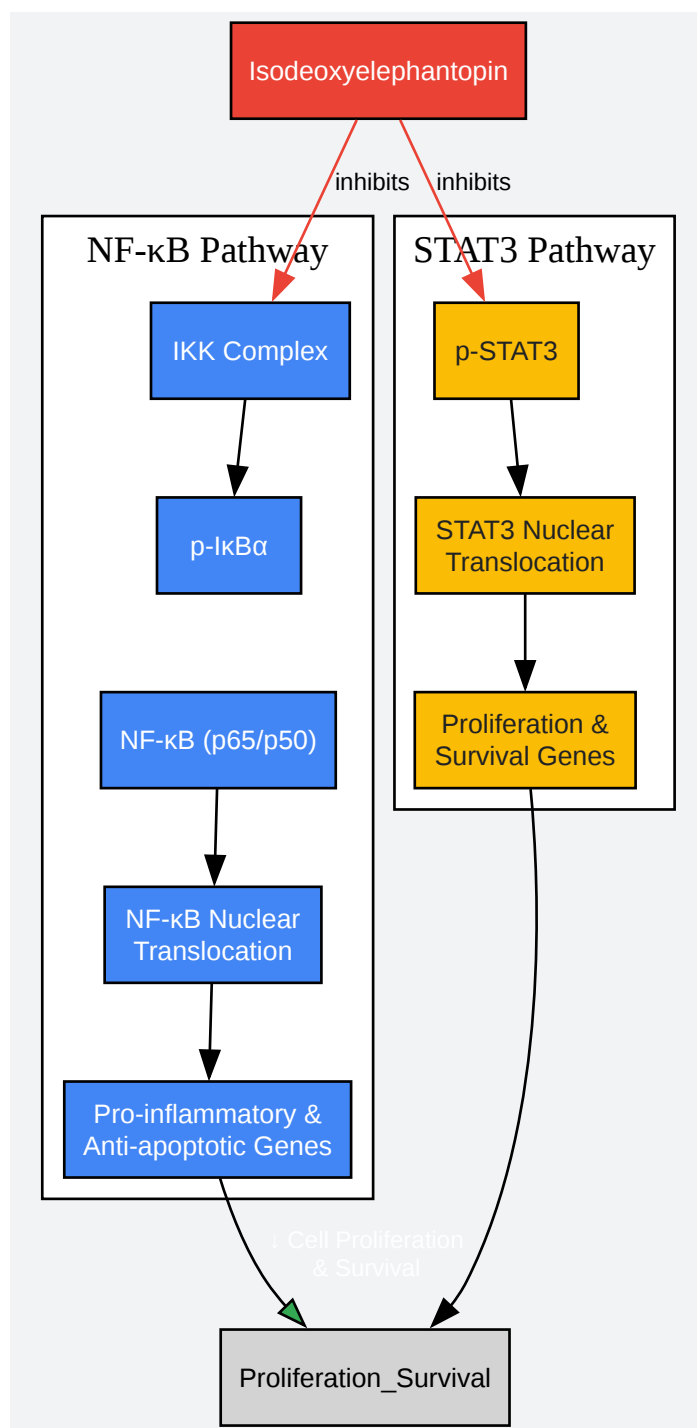 Isodeoxyelephantopin
inhibits
inhibits
NF-κB Pathway
STAT3 Pathway
IKK Complex
p-STAT3
p-IκBα
STAT3 Nuclear
Translocation
NF-κB (p65/p50)
Proliferation &
Survival Genes
NF-κB Nuclear
Translocation
Pro-inflammatory &
Anti-apoptotic Genes
↓ Cell Proliferation
& Survival
Proliferation_Survival